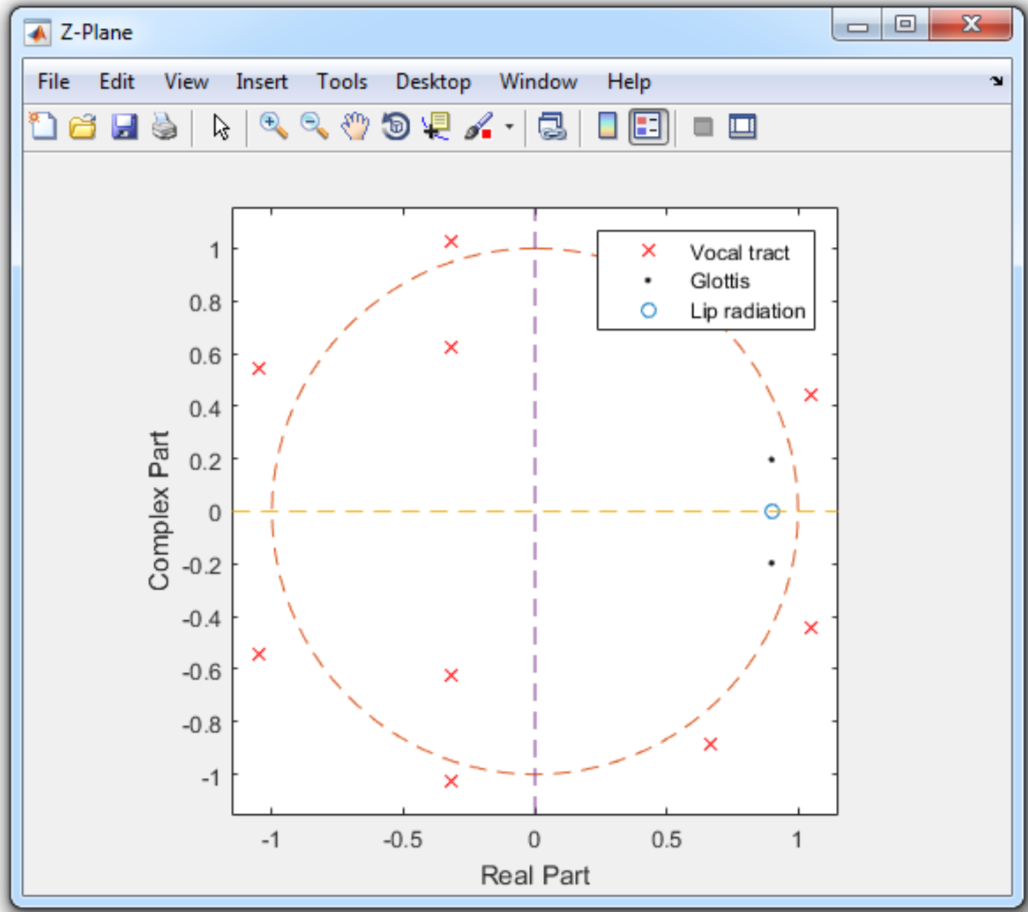 Z-Plane
File Edit View Insert Tools Desktop Window Help
Vocal tract
Glottis
Lip radiation
1
0.8
0.6
0.4
0.2
0
-0.2
-0.4
-0.6
-0.8
-1
Complex Part
-1 -0.5 0 0.5 1
Real Part